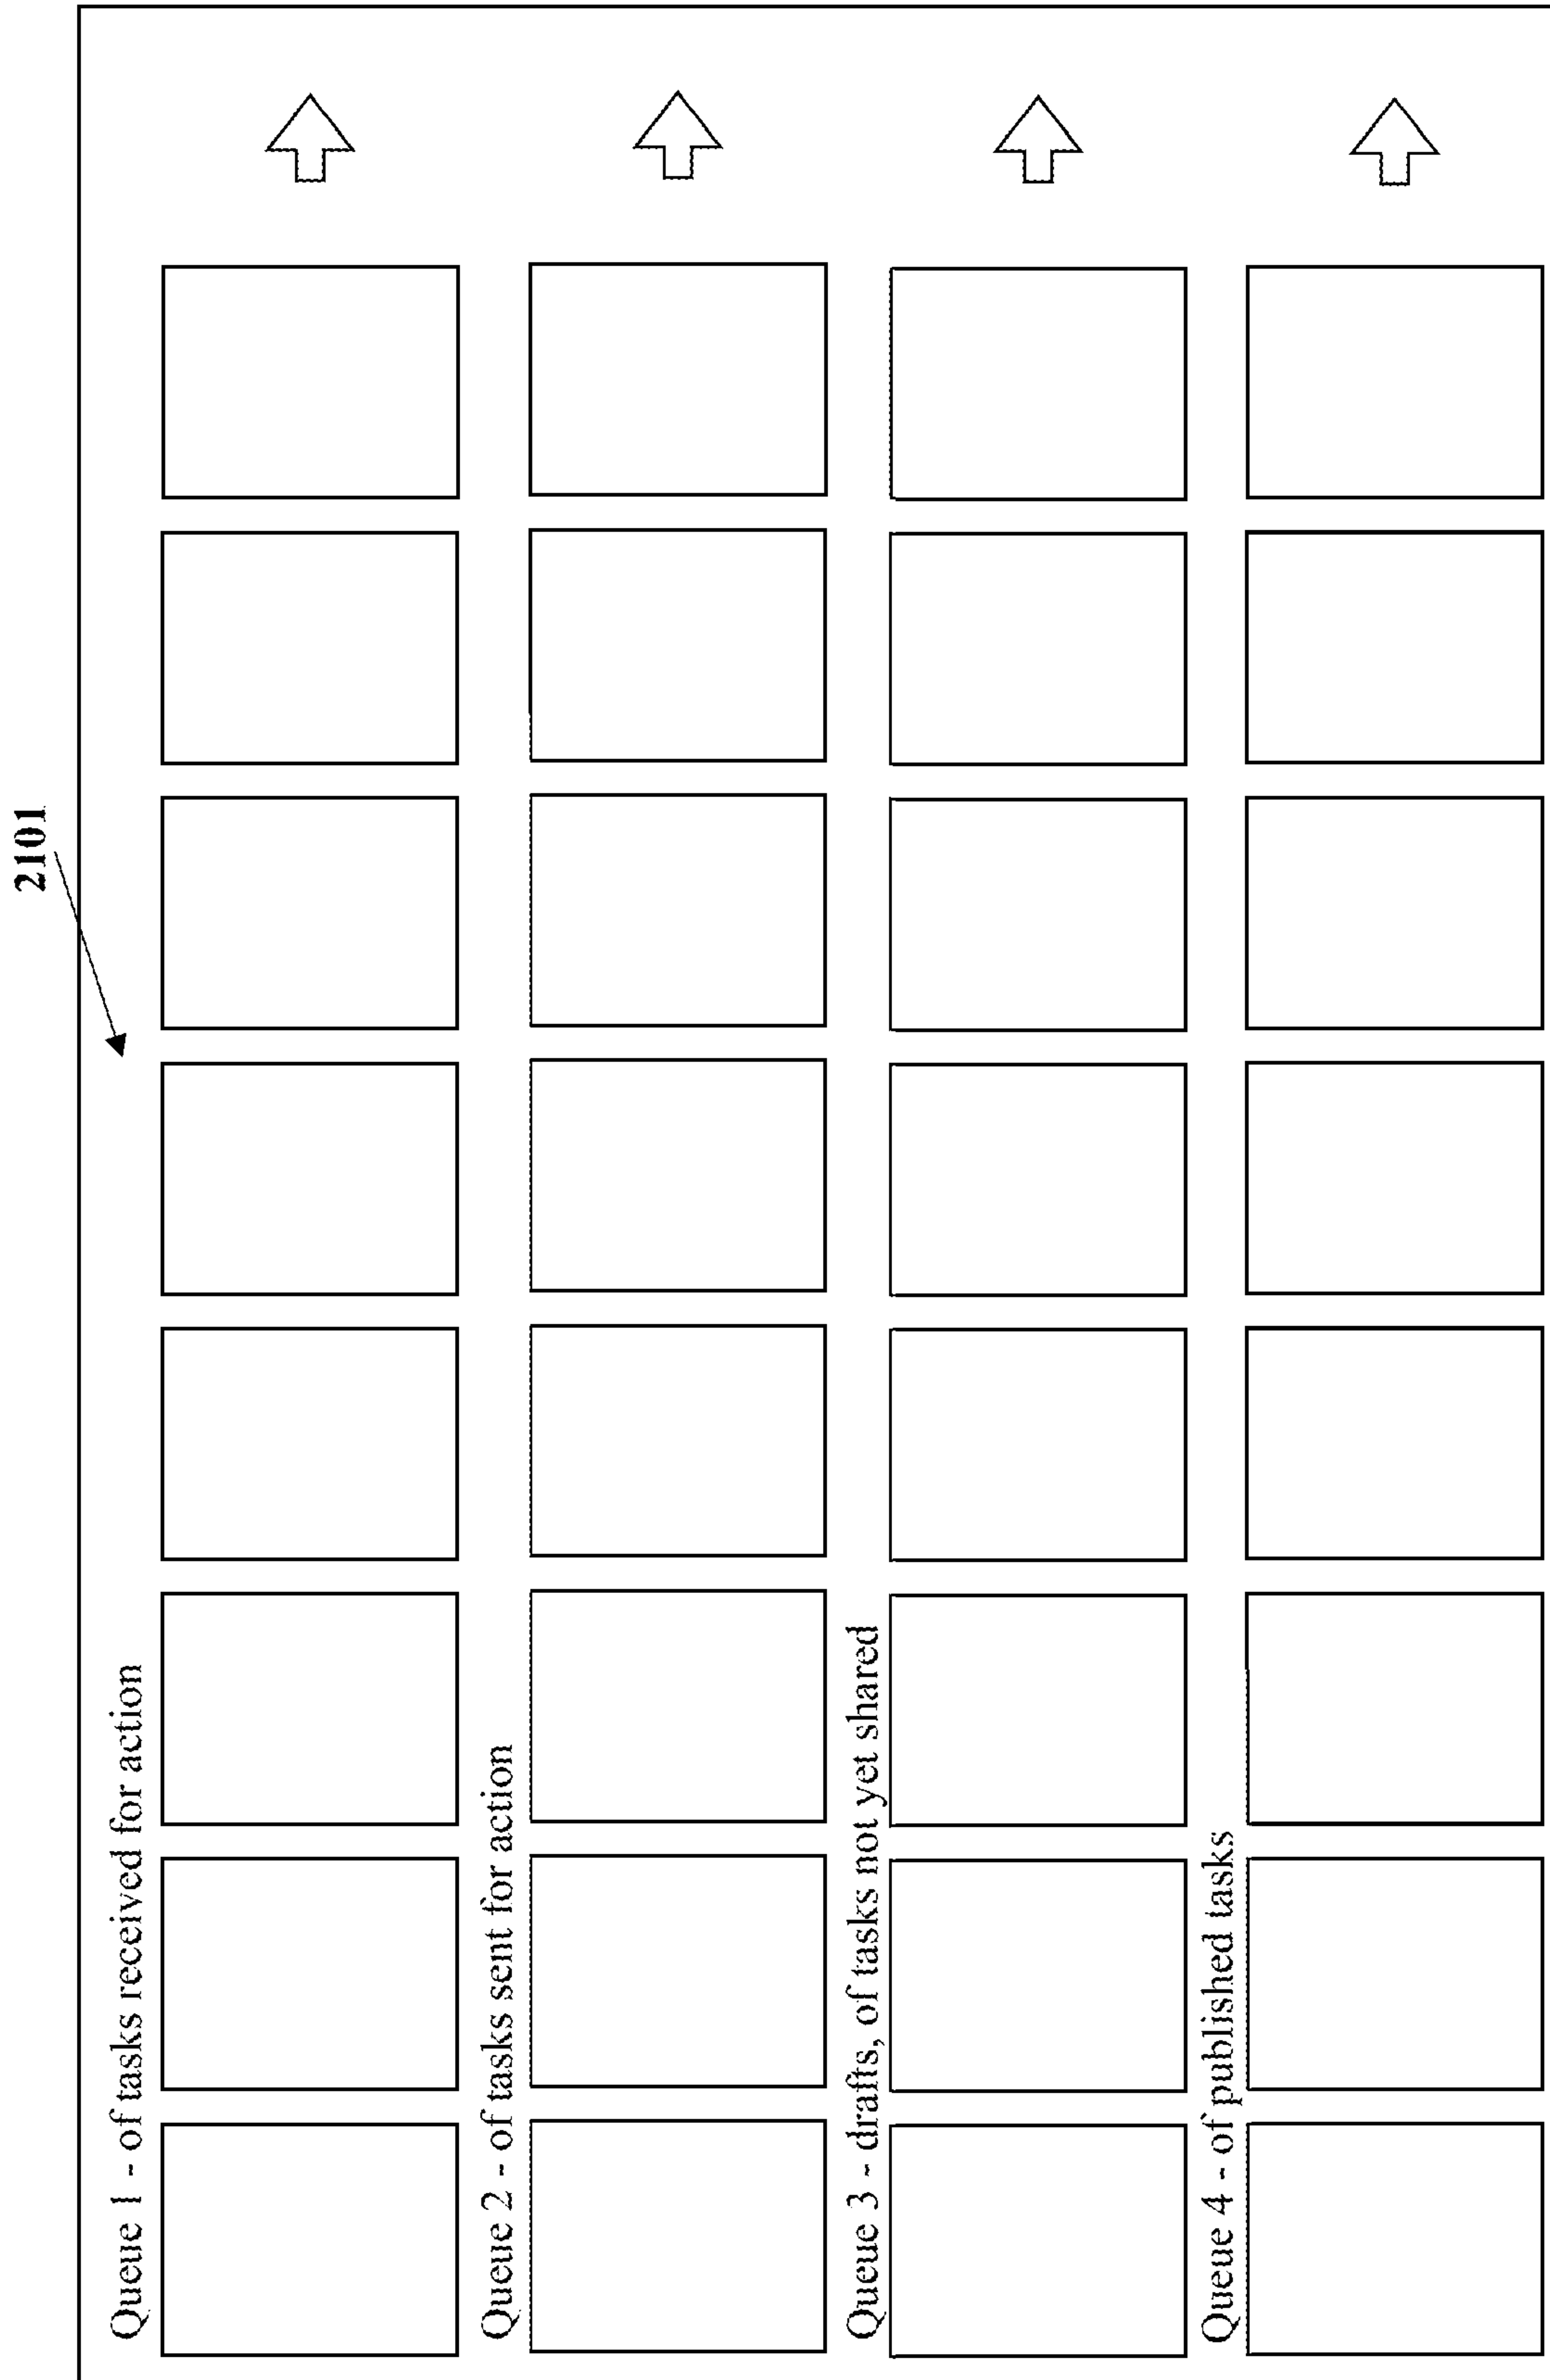 2101
Queue 1 - of tasks received for action
Queue 2 - of tasks sent for action
Queue 3 - drafts, of tasks not yet shared
Queue 4 - of published tasks